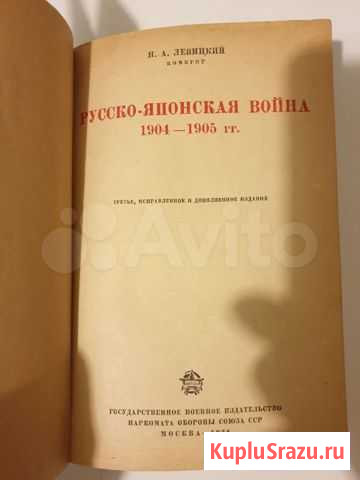 Н. А. ЛЕВИЦКИЙ
КОМБРИГ
РУССКО-ЯПОНСКАЯ ВОЙНА
1904—1905 гг.
ТРЕТЬЕ, ИСПРАВЛЕННОЕ И ДОПОЛНЕННОЕ ИЗДАНИЕ
Avito
ГОСУДАРСТВЕННОЕ ВОЕННОЕ ИЗДАТЕЛЬСТВО
НАРКОМАТА ОБОРОНЫ СОЮЗА ССР
МОСКВА
KupluSrazu.ru